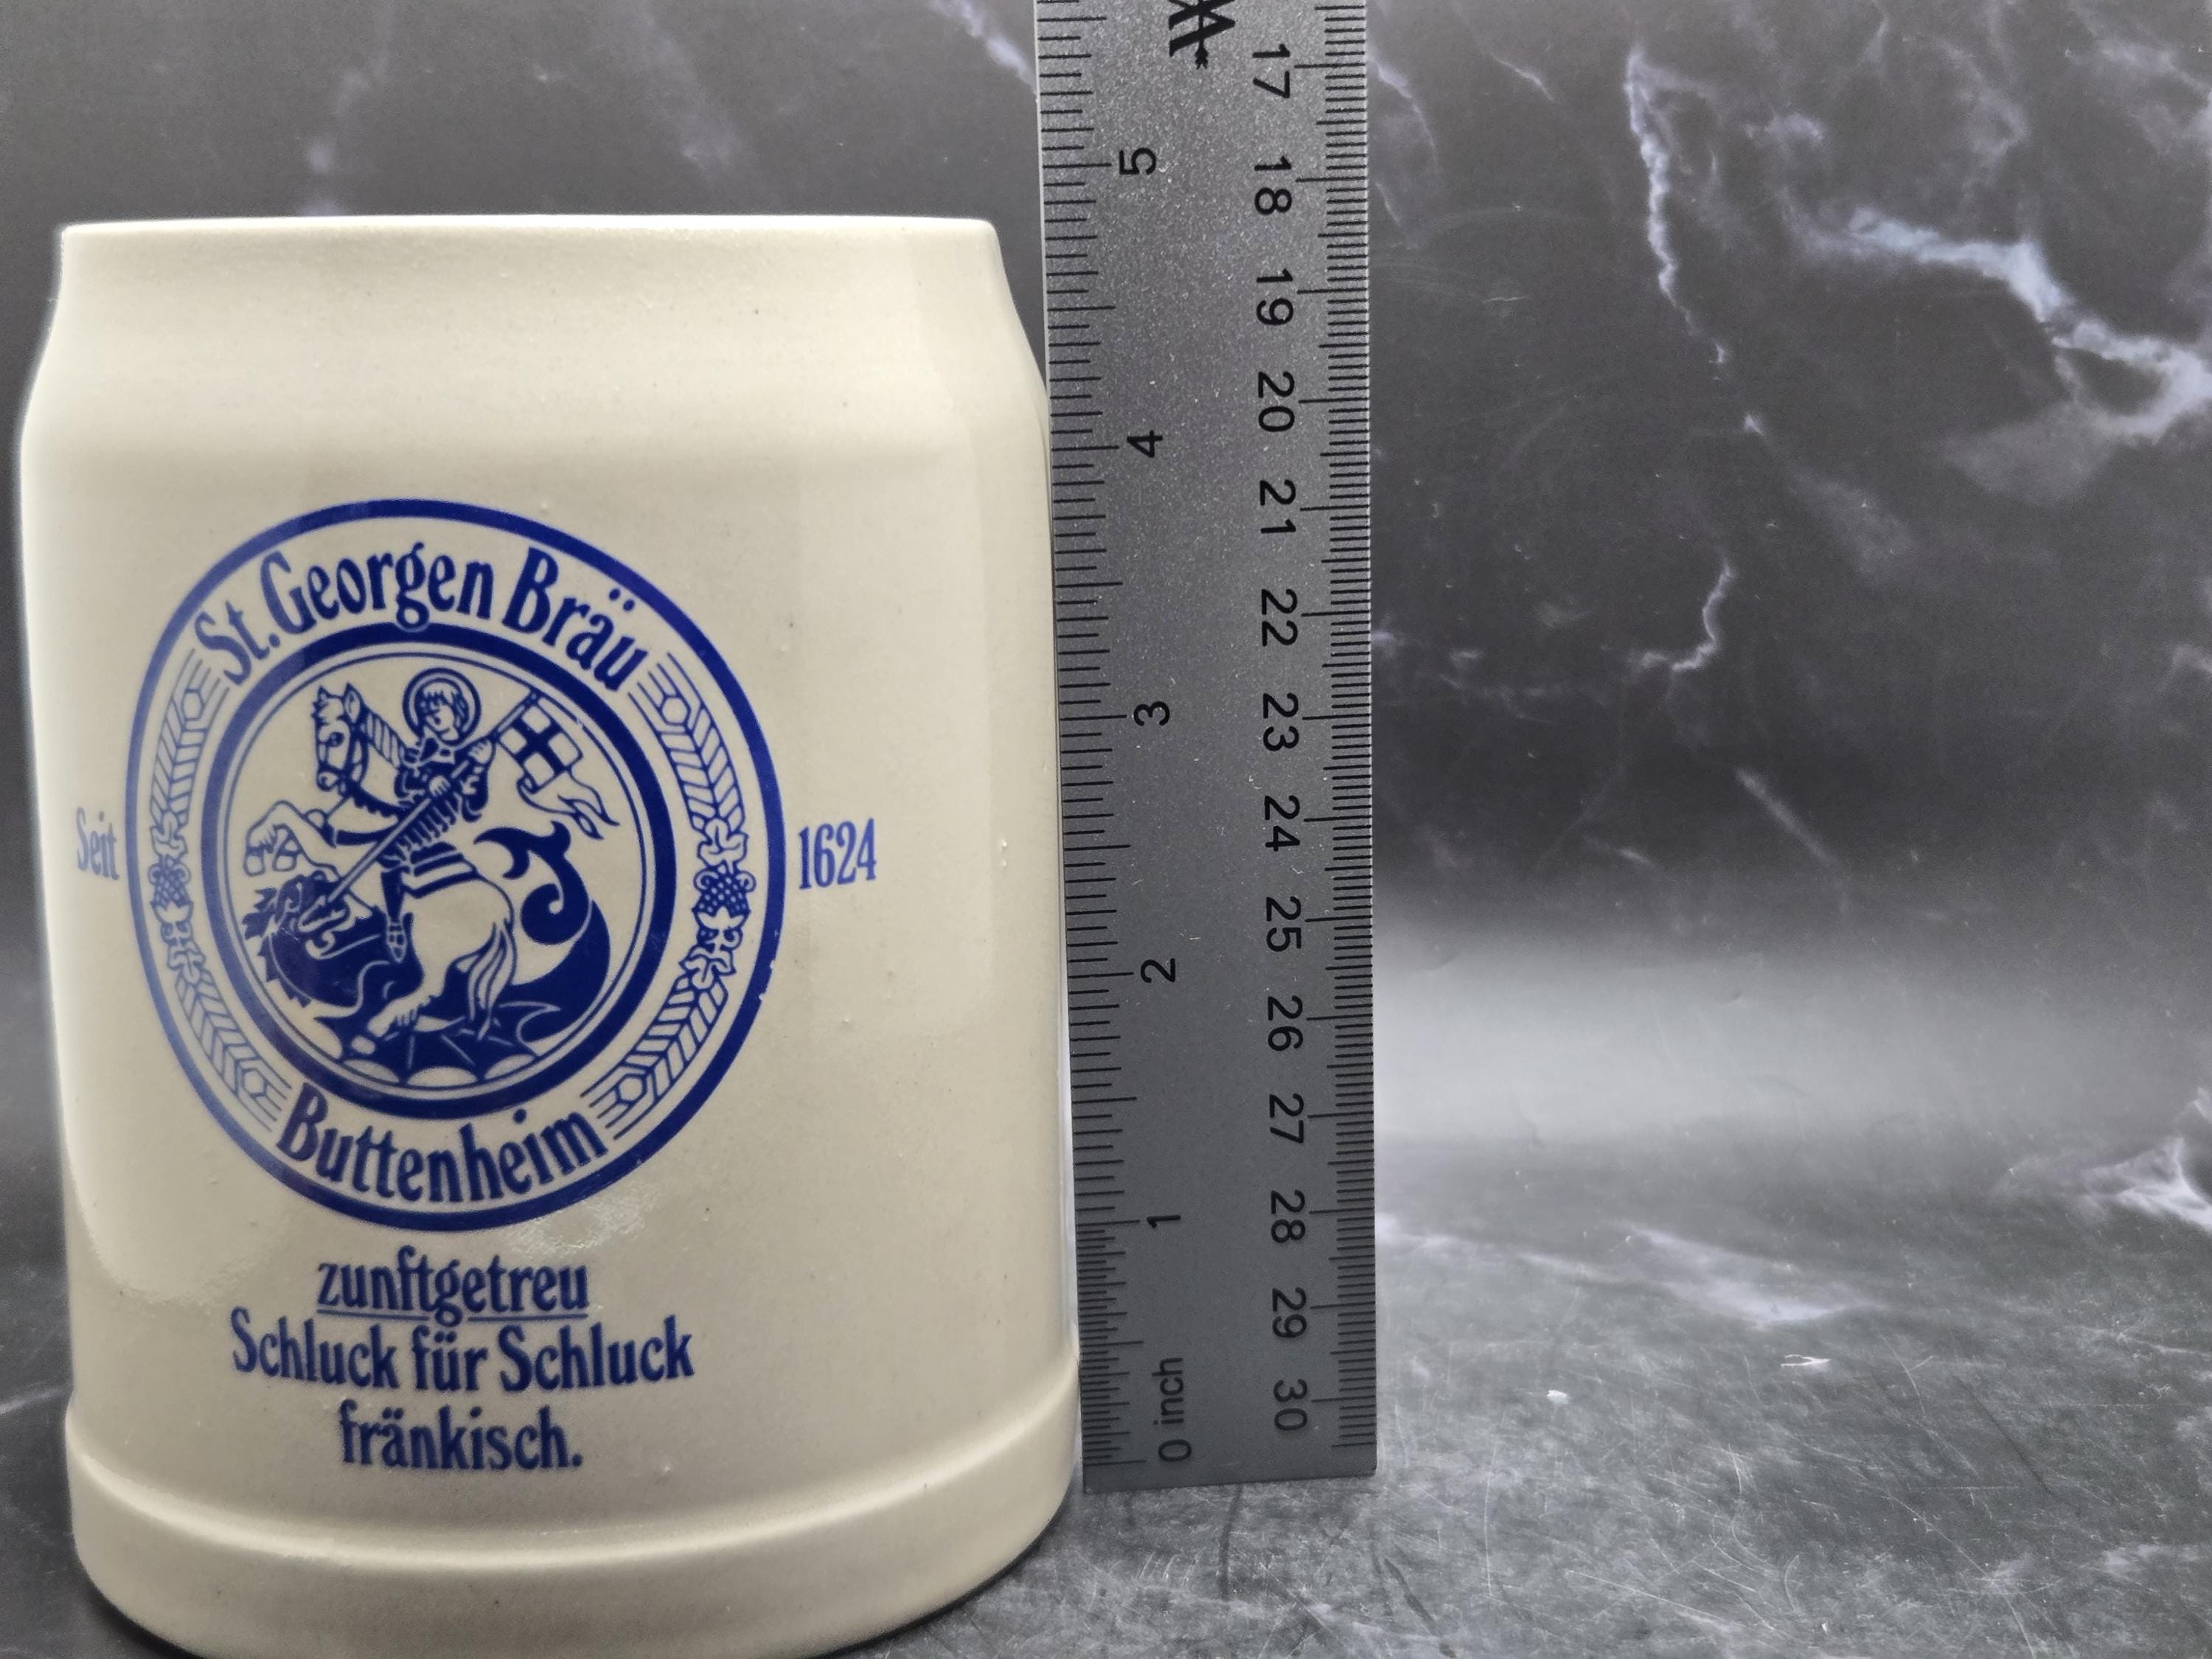 St. Georgen Bräu
Seit 1624
Buttenheim
zunftgetreu
Schluck für Schluck
fränkisch.
5
4
3
2
1
0 inch
17
18
19
20
21
22
23
24
25
26
27
28
29
30